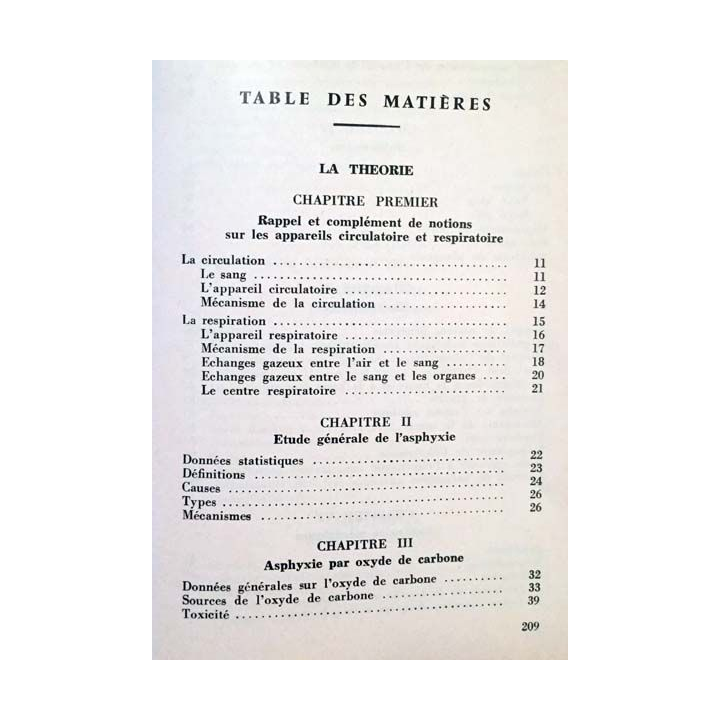 TABLE DES MATIÈRES
LA THEORIE
CHAPITRE PREMIER
Rappel et complément de notions
sur les appareils circulatoire et respiratoire
La circulation .......... 11
Le sang .......... 11
L'appareil circulatoire .......... 12
Mécanisme de la circulation .......... 14
La respiration .......... 15
L'appareil respiratoire .......... 16
Mécanisme de la respiration .......... 17
Echanges gazeux entre l'air et le sang .......... 18
Echanges gazeux entre le sang et les organes .... 20
Le centre respiratoire .......... 21
CHAPITRE II
Etude générale de l'asphyxie
Données statistiques .......... 22
Définitions .......... 23
Causes .......... 24
Types .......... 26
Mécanismes .......... 26
CHAPITRE III
Asphyxie par oxyde de carbone
Données générales sur l'oxyde de carbone .......... 32
Sources de l'oxyde de carbone .......... 33
Toxicité .......... 39
209